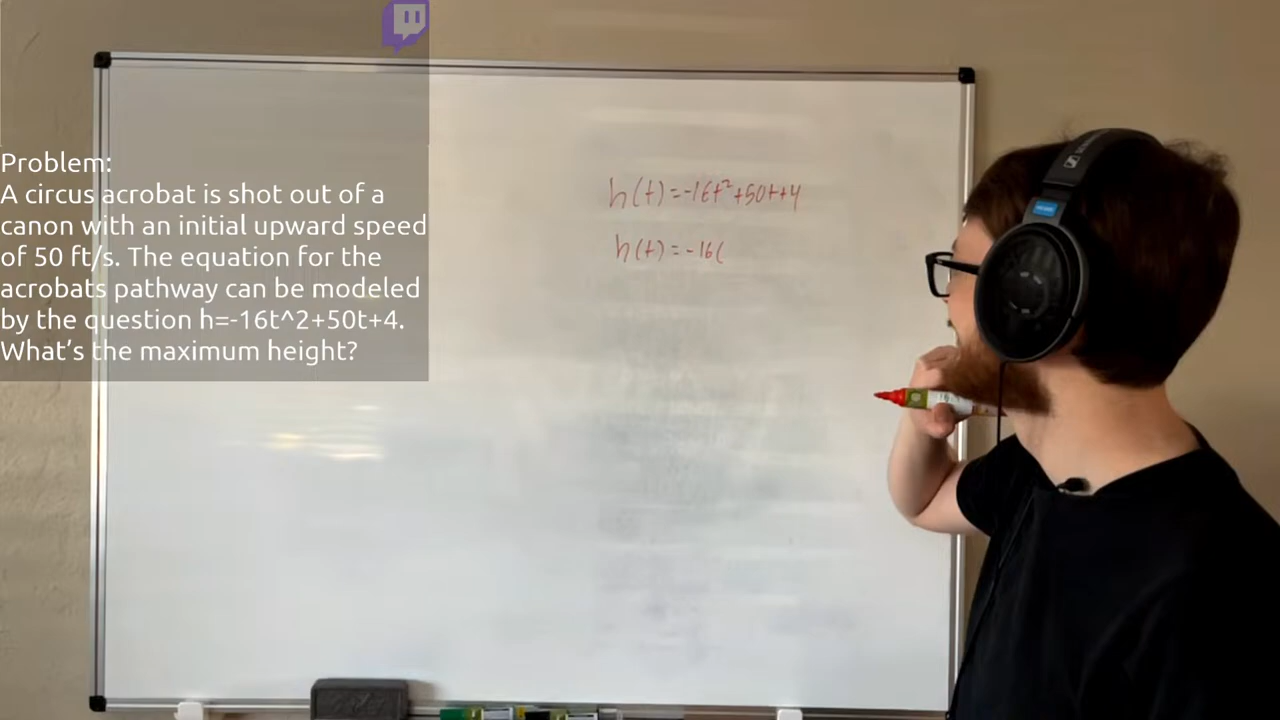 Problem:
A circus acrobat is shot out of a
canon with an initial upward speed
of 50 ft/s. The equation for the
acrobats pathway can be modeled
by the question h=-16t^2+50t+4.
What's the maximum height?
h(t)=-16t²+50t+4
h(t)=-16(